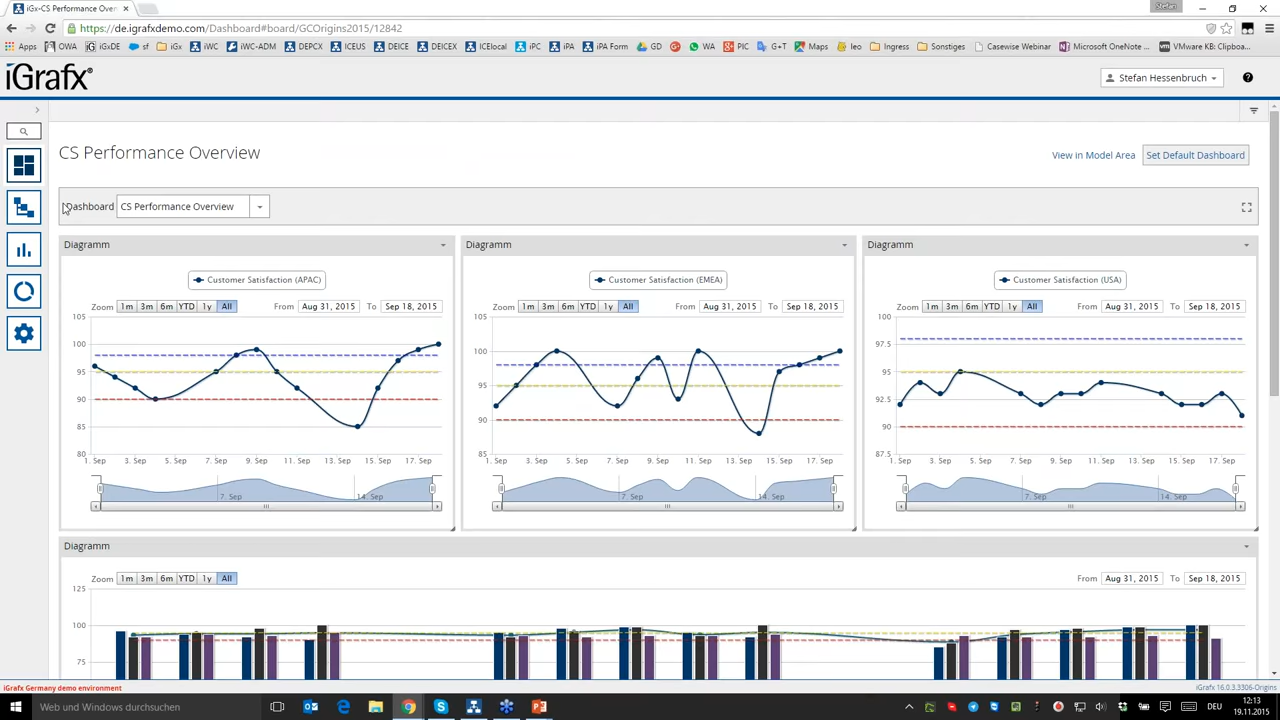 Stefan
iGx-CS Performance Over
https://de.igrafxdemo.com/Dashboard#board/GCOrigins2015/12842
Apps OWA iGxDE sf iGx iWC iWC-ADM DEPCX ICEUS DEICE DEICEX ICElocal iPC iPA iPA Form GD G+ WA PIC G+T Maps leo Ingress Sonstiges Casewise Webinar Microsoft OneNote ... VMware KB: Clipboa...
iGrafx®
Stefan Hessenbruch
CS Performance Overview
View in Model Area
Set Default Dashboard
Dashboard CS Performance Overview
Diagramm
Customer Satisfaction (APAC)
Zoom 1m 3m 6m YTD 1y All From Aug 31, 2015 To Sep 18, 2015
105
100
95
90
85
80
1. Sep 3. Sep 5. Sep 7. Sep 9. Sep 11. Sep 13. Sep 15. Sep 17. Sep
7. Sep 14. Sep
Diagramm
Customer Satisfaction (EMEA)
Zoom 1m 3m 6m YTD 1y All From Aug 31, 2015 To Sep 18, 2015
105
100
95
90
85
1. Sep 3. Sep 5. Sep 7. Sep 9. Sep 11. Sep 13. Sep 15. Sep 17. Sep
7. Sep 14. Sep
Diagramm
Customer Satisfaction (USA)
Zoom 1m 3m 6m YTD 1y All From Aug 31, 2015 To Sep 18, 2015
100
97.5
95
92.5
90
87.5
1. Sep 3. Sep 5. Sep 7. Sep 9. Sep 11. Sep 13. Sep 15. Sep 17. Sep
7. Sep 14. Sep
Diagramm
Zoom 1m 3m 6m YTD 1y All From Aug 31, 2015 To Sep 18, 2015
125
100
75
iGrafx Germany demo environment
iGrafx 16.0.3.3306-Origins
Web und Windows durchsuchen
DEU
12:13
19.11.2015